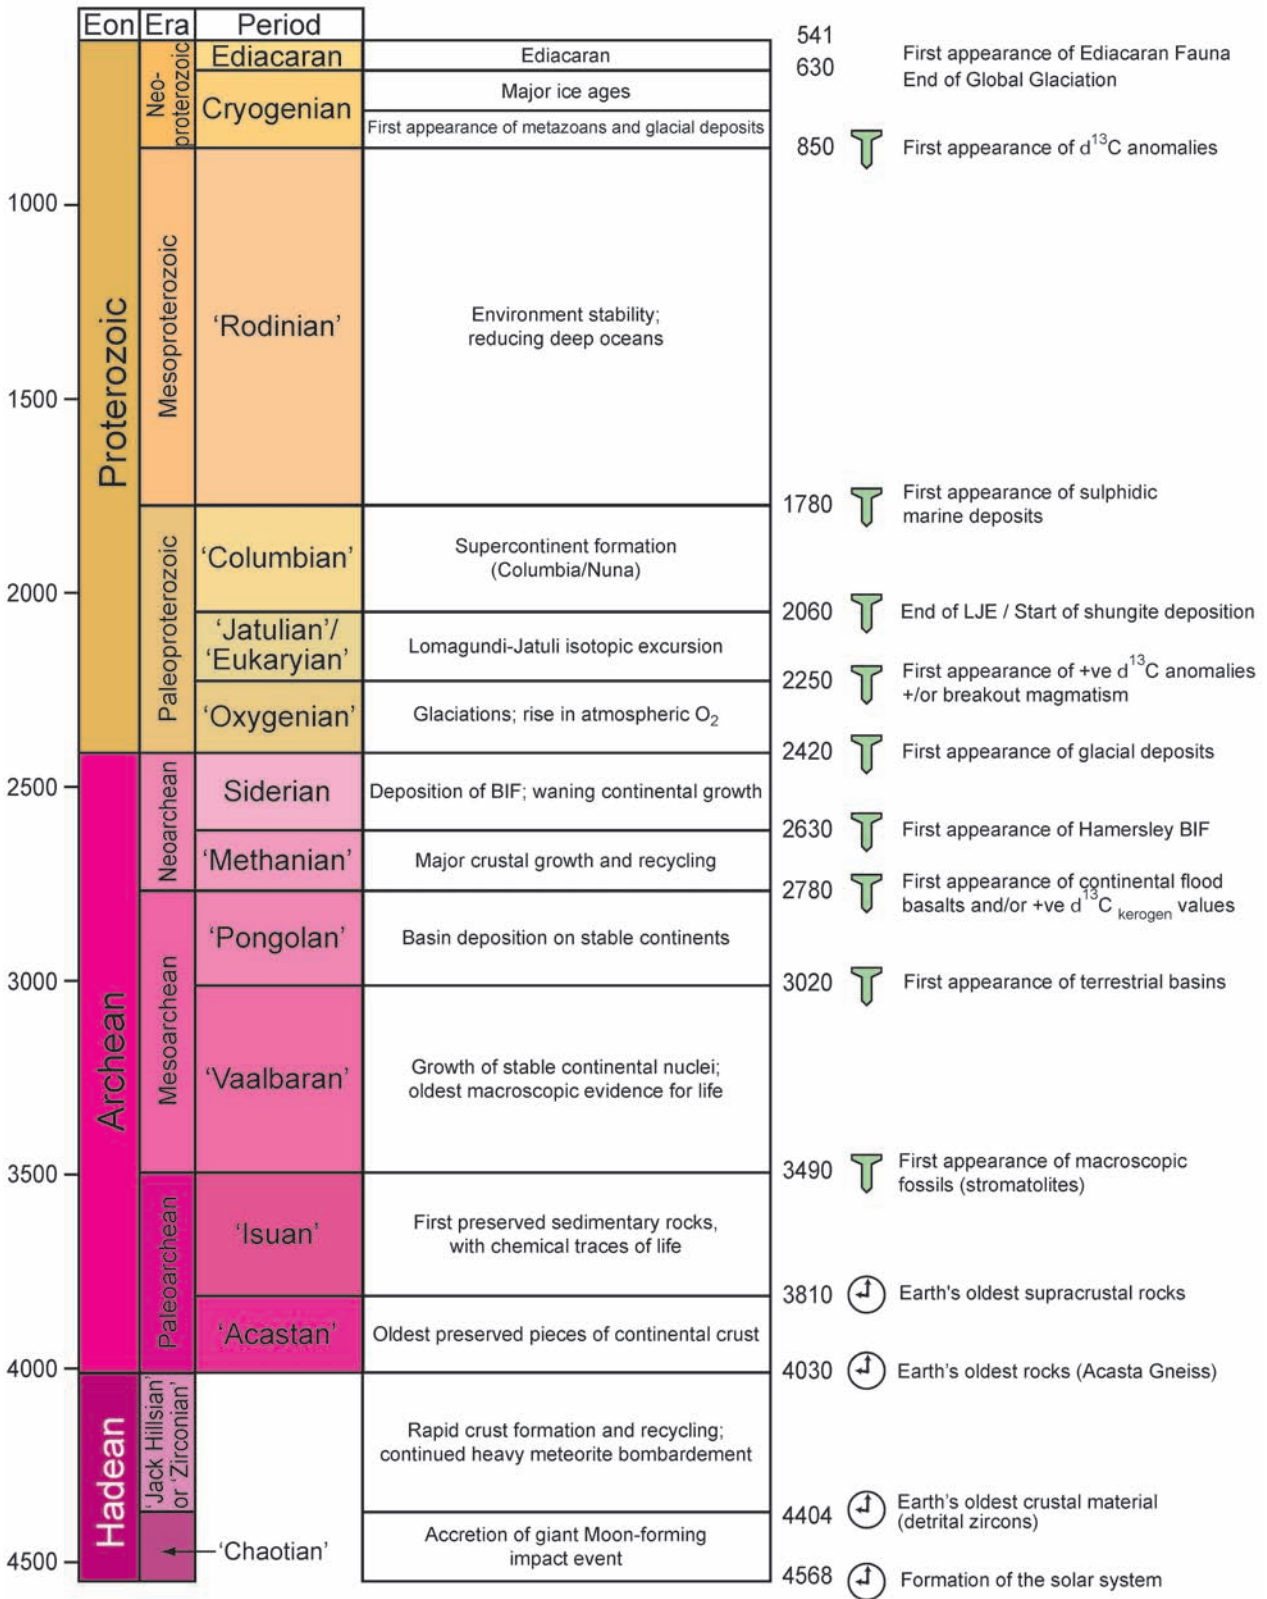 Eon Era Period
541
Ediacaran
Ediacaran
First appearance of Ediacaran Fauna
630
End of Global Glaciation
Neo-
proterozoic
Cryogenian
Major ice ages
First appearance of metazoans and glacial deposits
850
First appearance of d13C anomalies
1000
Proterozoic
Mesoproterozoic
'Rodinian'
Environment stability;
reducing deep oceans
1500
1780
First appearance of sulphidic
marine deposits
Paleoproterozoic
'Columbian'
Supercontinent formation
(Columbia/Nuna)
2000
2060
End of LJE / Start of shungite deposition
'Jatulian'/
'Eukaryian'
Lomagundi-Jatuli isotopic excursion
2250
First appearance of +ve d13C anomalies
+/or breakout magmatism
'Oxygenian'
Glaciations; rise in atmospheric O2
2420
First appearance of glacial deposits
2500
Archean
Neoarchean
Siderian
Deposition of BIF; waning continental growth
2630
First appearance of Hamersley BIF
'Methanian'
Major crustal growth and recycling
2780
First appearance of continental flood
basalts and/or +ve d13C kerogen values
Mesoarchean
'Pongolan'
Basin deposition on stable continents
3000
3020
First appearance of terrestrial basins
'Vaalbaran'
Growth of stable continental nuclei;
oldest macroscopic evidence for life
3500
3490
First appearance of macroscopic
fossils (stromatolites)
Paleoarchean
'Isuan'
First preserved sedimentary rocks,
with chemical traces of life
3810
Earth's oldest supracrustal rocks
'Acastan'
Oldest preserved pieces of continental crust
4000
4030
Earth's oldest rocks (Acasta Gneiss)
Hadean
'Jack Hillsian'
or 'Zirconian'
Rapid crust formation and recycling;
continued heavy meteorite bombardement
4404
Earth's oldest crustal material
(detrital zircons)
'Chaotian'
Accretion of giant Moon-forming
impact event
4500
4568
Formation of the solar system